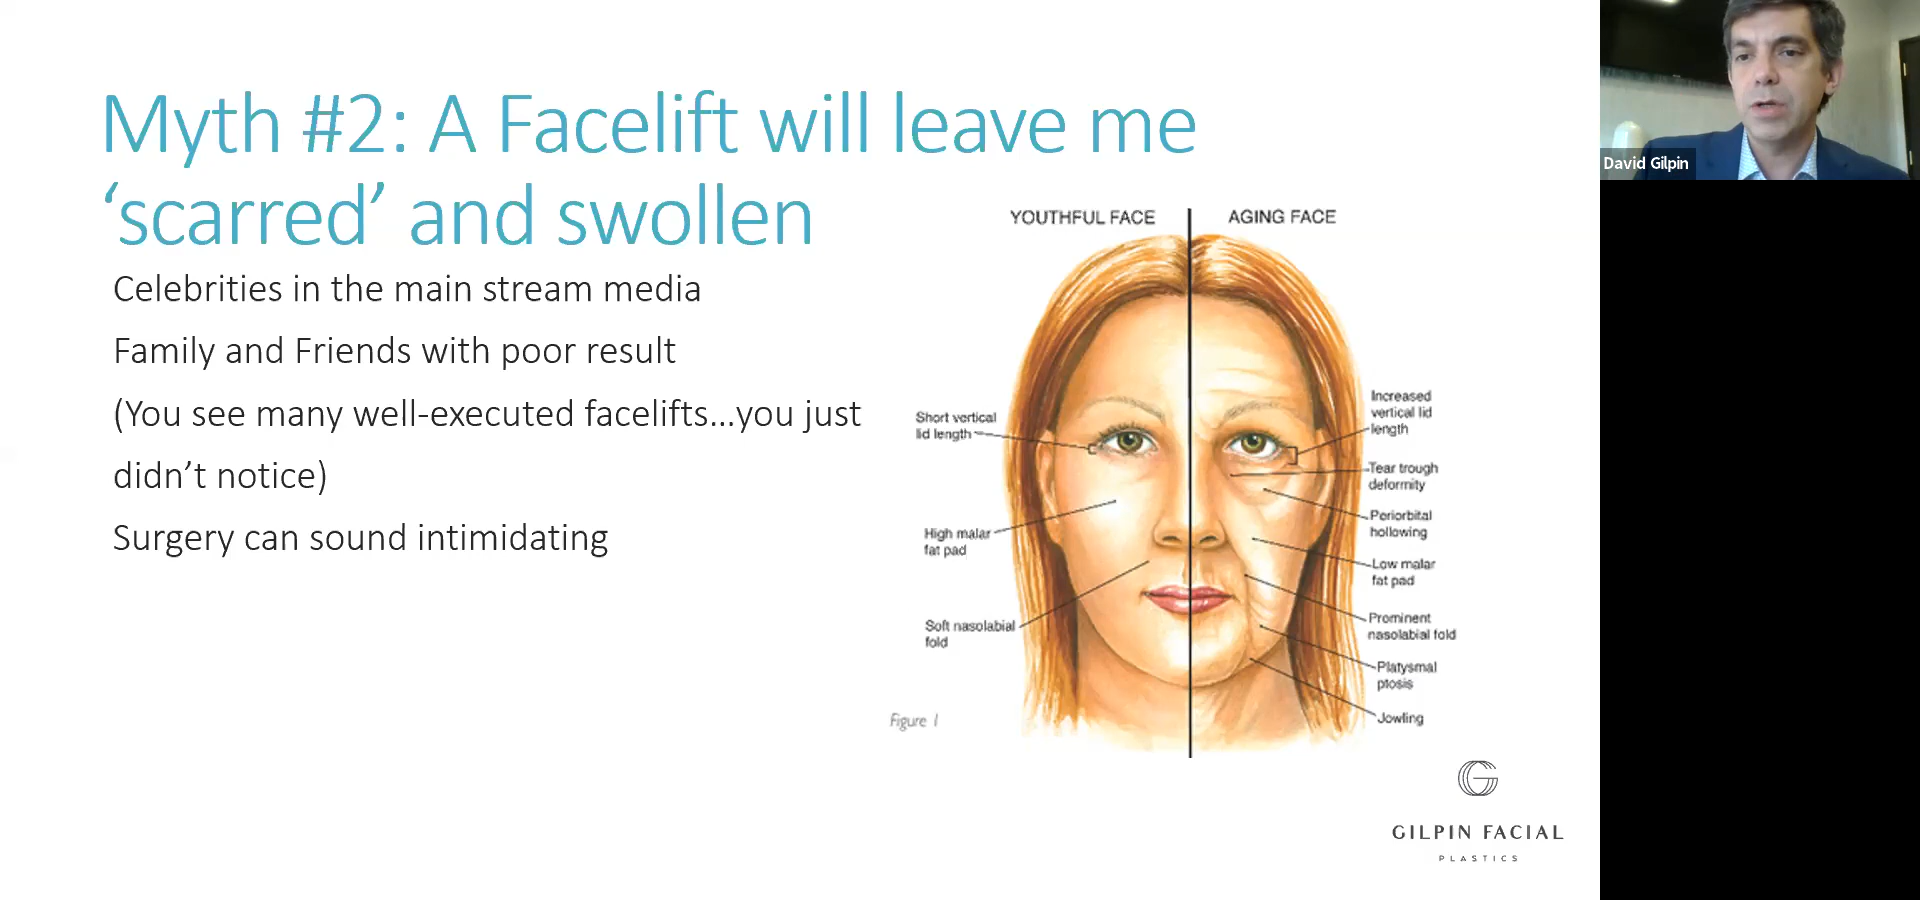 Myth #2: A Facelift will leave me
‘scarred’ and swollen
Celebrities in the main stream media
Family and Friends with poor result
(You see many well-executed facelifts...you just
didn’t notice)
Surgery can sound intimidating
YOUTHFUL FACE
AGING FACE
Short vertical
lid length
High malar
fat pad
Soft nasolabial
fold
Increased
vertical lid
length
Tear trough
deformity
Periorbital
hollowing
Low malar
fat pad
Prominent
nasolabial fold
Platysmal
ptosis
Jowling
Figure 1
GILPIN FACIAL
PLASTICS
David Gilpin